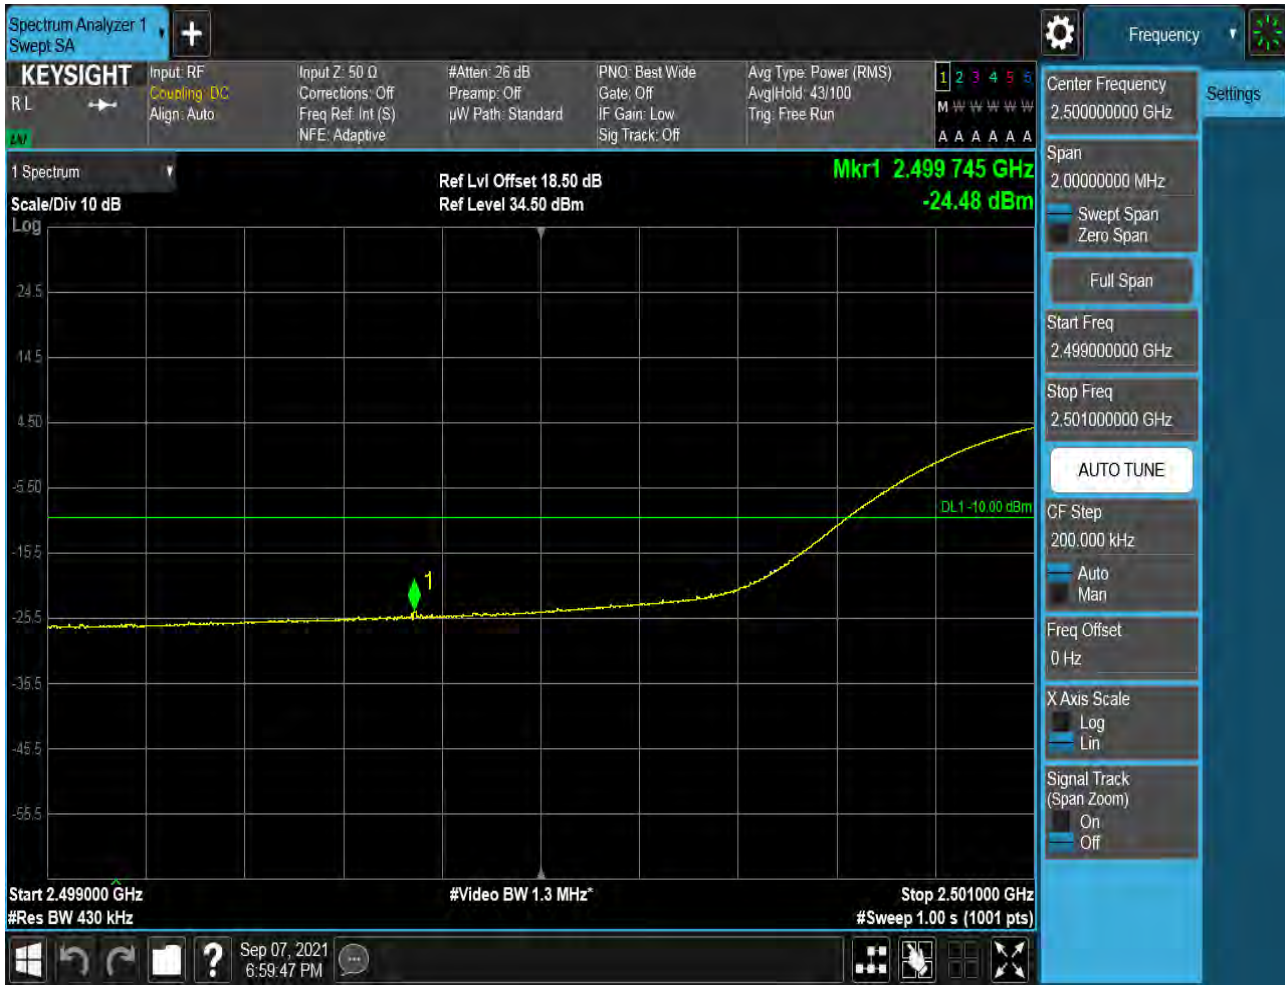 Spectrum Analyzer 1
Swept SA
Frequency
KEYSIGHT
R L
LNI
Input: RF
Coupling: DC
Align: Auto
Input Z: 50 Ω
Corrections: Off
Freq Ref: Int (S)
NFE: Adaptive
#Atten: 26 dB
Preamp: Off
µW Path: Standard
PNO: Best Wide
Gate: Off
IF Gain: Low
Sig Track: Off
Avg Type: Power (RMS)
Avg|Hold: 43/100
Trig: Free Run
1 2 3 4 5 6
M W W W W W
A A A A A A
1 Spectrum
Scale/Div 10 dB
Log
Ref Lvl Offset 18.50 dB
Ref Level 34.50 dBm
Mkr1 2.499 745 GHz
-24.48 dBm
24.5
14.5
4.50
-5.50
-15.5
-25.5
-35.5
-45.5
-55.5
DL1 -10.00 dBm
1
Start 2.499000 GHz
#Res BW 430 kHz
#Video BW 1.3 MHz*
Stop 2.501000 GHz
#Sweep 1.00 s (1001 pts)
Sep 07, 2021
6:59:47 PM
Center Frequency
2.500000000 GHz
Settings
Span
2.00000000 MHz
Swept Span
Zero Span
Full Span
Start Freq
2.499000000 GHz
Stop Freq
2.501000000 GHz
AUTO TUNE
CF Step
200.000 kHz
Auto
Man
Freq Offset
0 Hz
X Axis Scale
Log
Lin
Signal Track
(Span Zoom)
On
Off